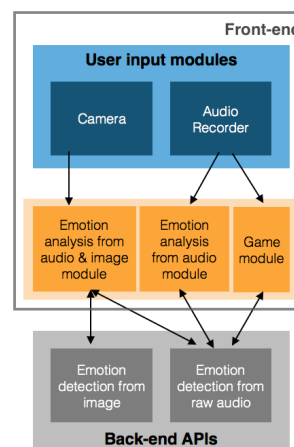 Front-end
User input modules
Camera
Audio
Recorder
Emotion
analysis from
audio & image
module
Emotion
analysis from
audio module
Game
module
Emotion
detection from
image
Emotion
detection from
raw audio
Back-end APIs